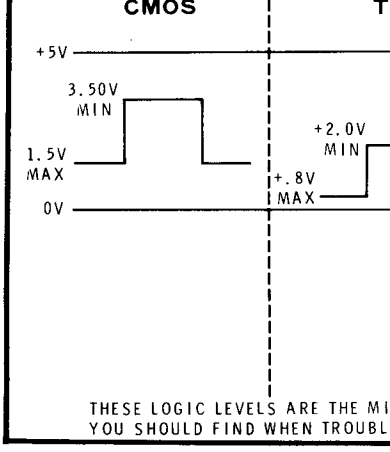 CMOS T
+5V
3.50V
MIN
+2.0V
MIN
1.5V
MAX
+.8V
MAX
0V
THESE LOGIC LEVELS ARE THE MI
YOU SHOULD FIND WHEN TROUBL